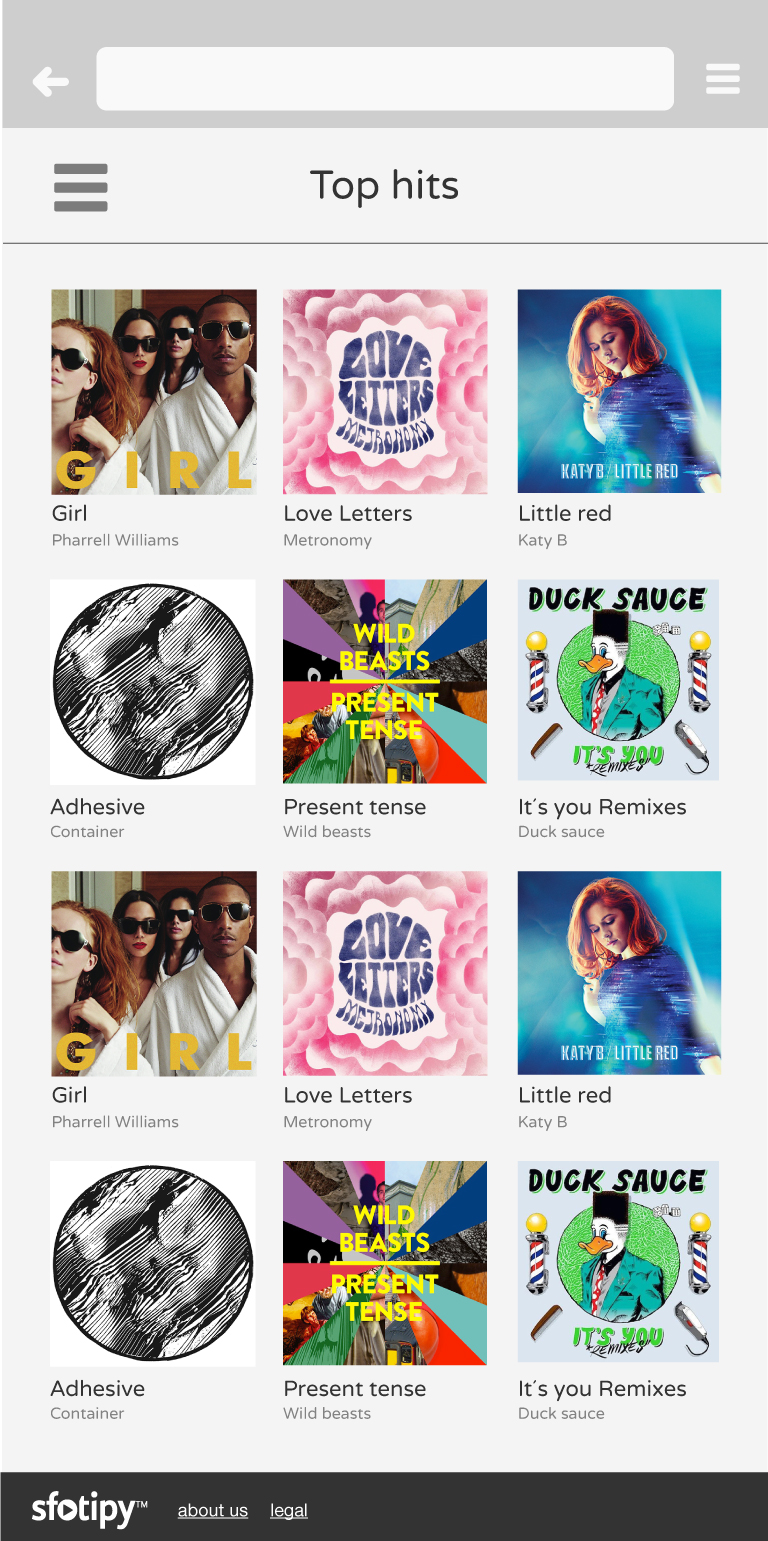 Top hits
GIRL
LOVE
LETTERS
METRONOMY
KATY B / LITTLE RED
Girl
Love Letters
Little red
Pharrell Williams
Metronomy
Katy B
WILD
BEASTS
PRESENT
TENSE
DUCK SAUCE
IT'S YOU
"REMIXES"
Adhesive
Present tense
It´s you Remixes
Container
Wild beasts
Duck sauce
GIRL
LOVE
LETTERS
METRONOMY
KATY B / LITTLE RED
Girl
Love Letters
Little red
Pharrell Williams
Metronomy
Katy B
WILD
BEASTS
PRESENT
TENSE
DUCK SAUCE
IT'S YOU
"REMIXES"
Adhesive
Present tense
It´s you Remixes
Container
Wild beasts
Duck sauce
sfotipy™ about us legal